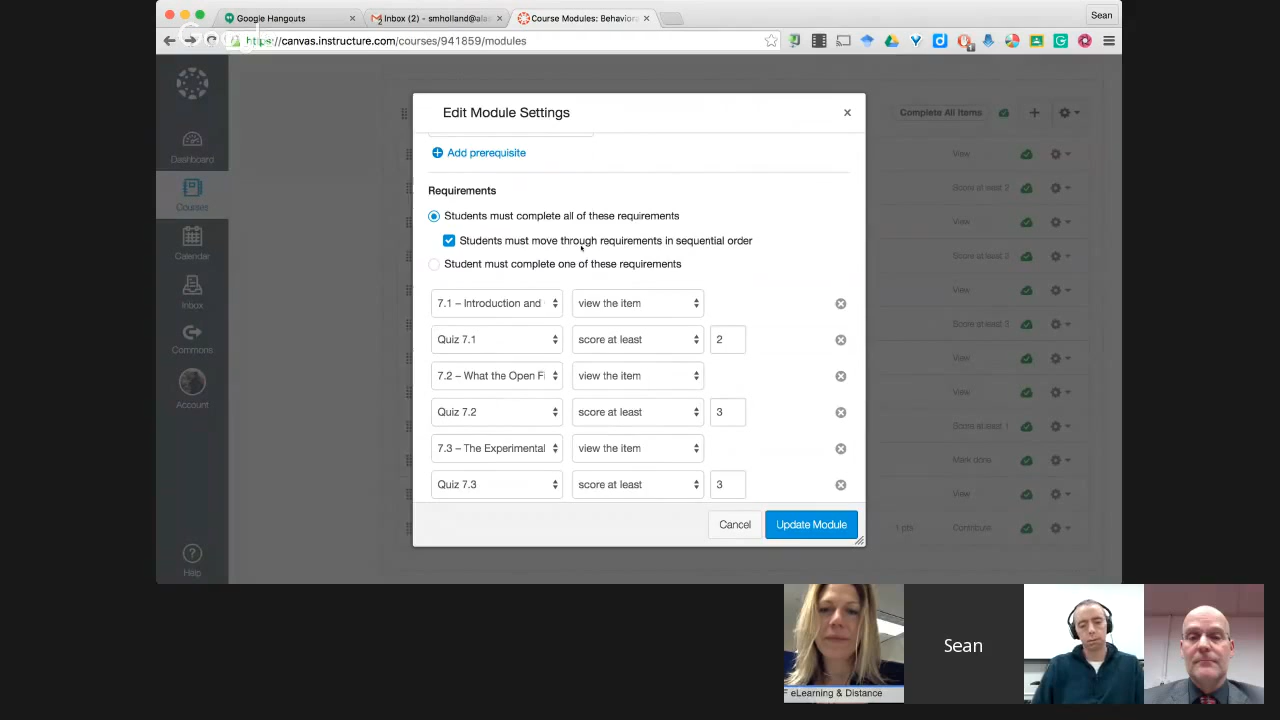 Google Hangouts
Inbox (2) - smholland@ala
Course Modules: Behaviora
Sean
https://canvas.instructure.com/courses/941859/modules
Edit Module Settings
Complete All Items
Dashboard
Add prerequisite
View
Requirements
Score at least 2
Courses
Students must complete all of these requirements
View
Students must move through requirements in sequential order
Calendar
Score at least 3
Student must complete one of these requirements
View
Inbox
7.1 – Introduction and
view the item
Score at least 3
Quiz 7.1
score at least
2
Commons
View
7.2 – What the Open Fi
view the item
View
Account
Quiz 7.2
score at least
3
Score at least 1
7.3 – The Experimental
view the item
Mark done
Quiz 7.3
score at least
3
View
Cancel
Update Module
1 pts
Contribute
Help
Sean
F eLearning & Distance